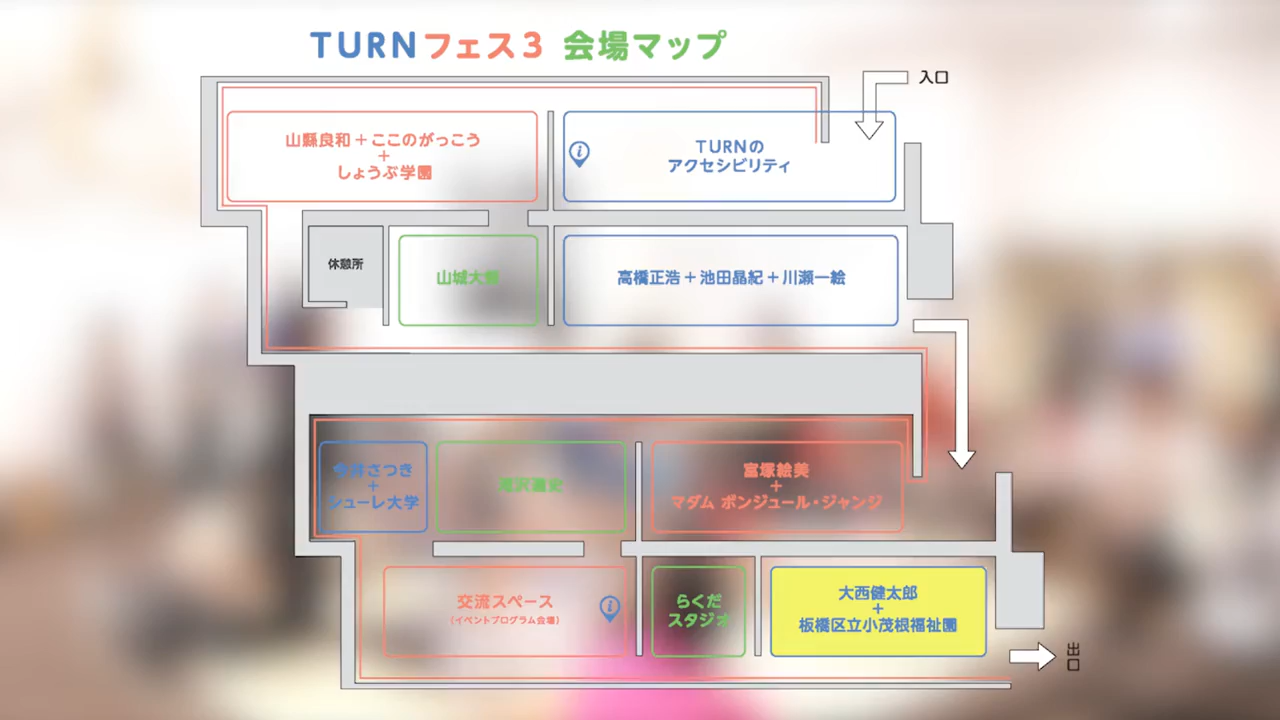 TURNフェス3 会場マップ
入口
山縣良和+ここのがっこう
+
しょうぶ学園
TURNの
アクセシビリティ
休憩所
山城大督
高橋正浩+池田晶紀+川瀬一絵
今井さつき
+
シューレ大学
滝沢達史
富塚絵美
+
マダム ボンジュール・ジャンジ
交流スペース
(イベントプログラム会場)
らくだ
スタジオ
大西健太郎
+
板橋区立小茂根福祉園
出口